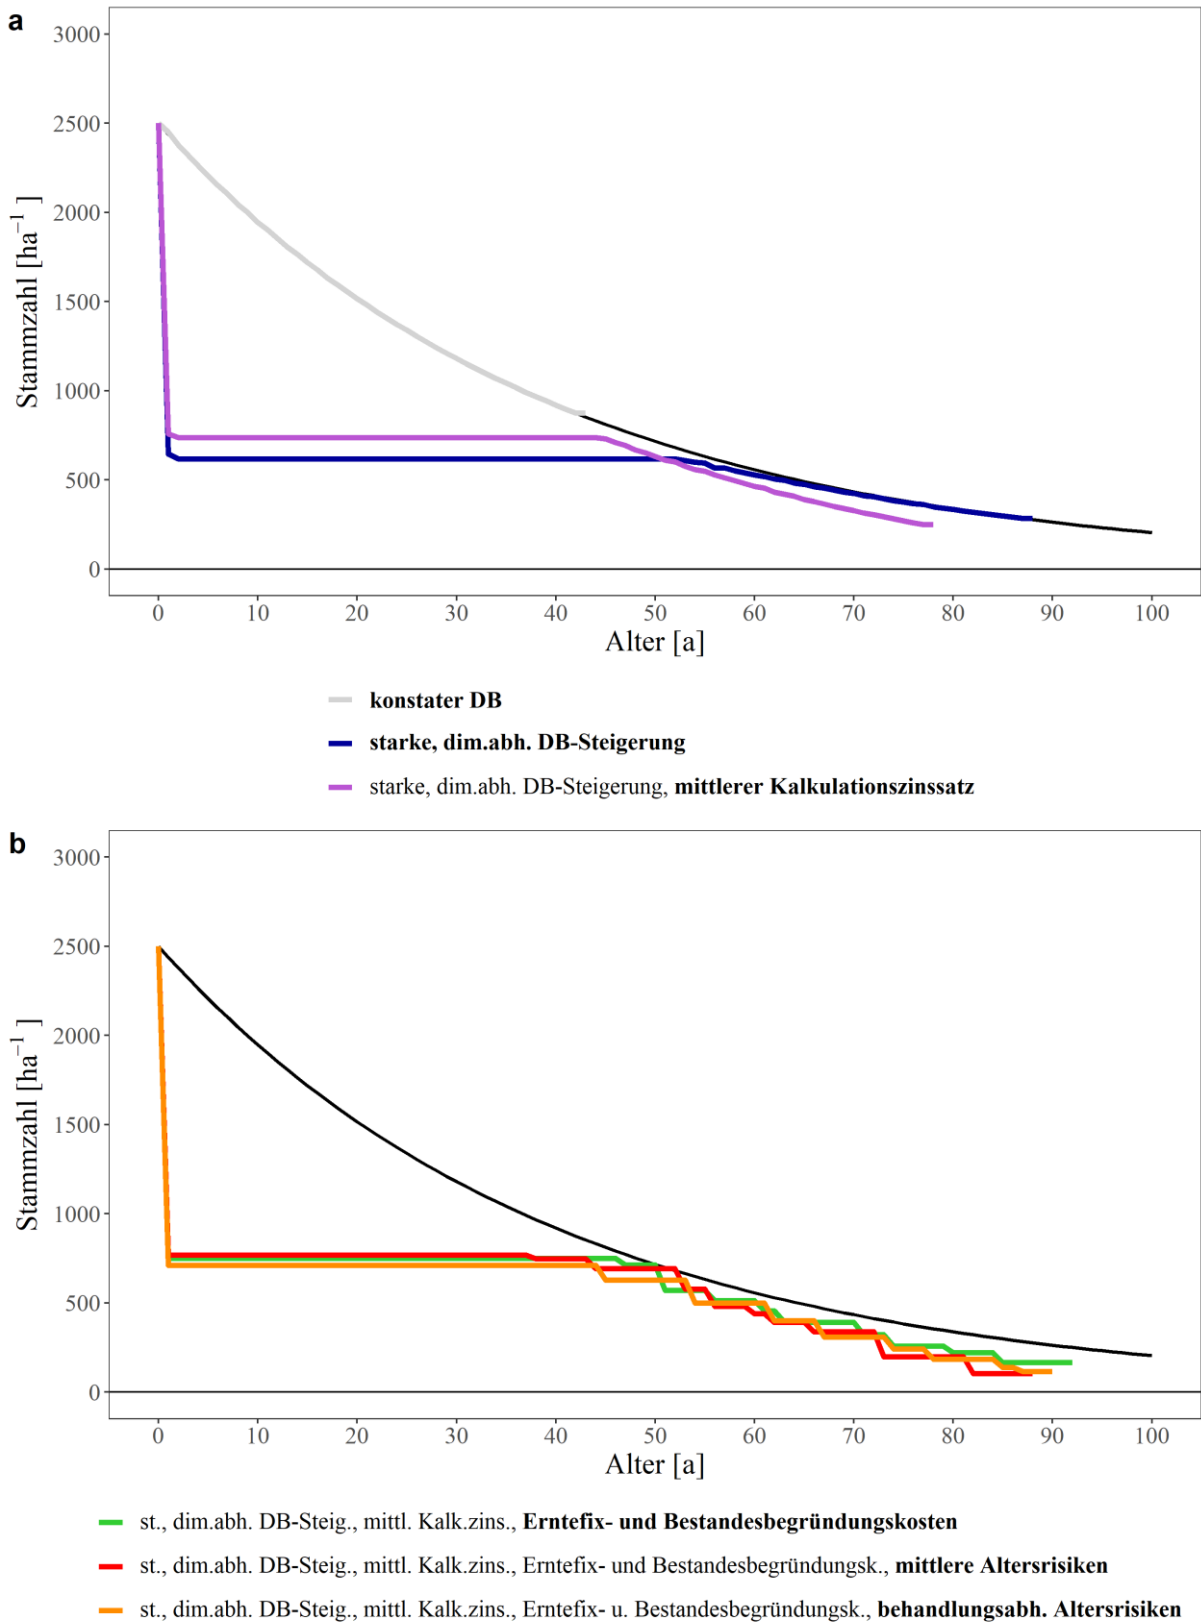 a
3000
2500
2000
1500
1000
500
0
Stammzahl [ha⁻¹]
0 10 20 30 40 50 60 70 80 90 100
Alter [a]
konstater DB
starke, dim.abh. DB-Steigerung
starke, dim.abh. DB-Steigerung, mittlerer Kalkulationszinssatz
b
3000
2500
2000
1500
1000
500
0
Stammzahl [ha⁻¹]
0 10 20 30 40 50 60 70 80 90 100
Alter [a]
st., dim.abh. DB-Steig., mittl. Kalk.zins., Erntefix- und Bestandesbegründungskosten
st., dim.abh. DB-Steig., mittl. Kalk.zins., Erntefix- und Bestandesbegründungsk., mittlere Altersrisiken
st., dim.abh. DB-Steig., mittl. Kalk.zins., Erntefix- u. Bestandesbegründungsk., behandlungsabh. Altersrisiken